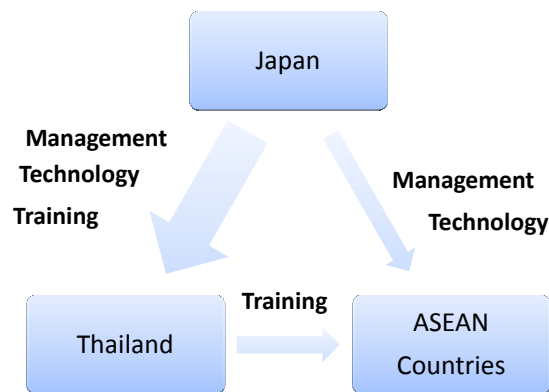 Japan
Management
Technology
Training
Management
Technology
Training
Thailand
ASEAN
Countries